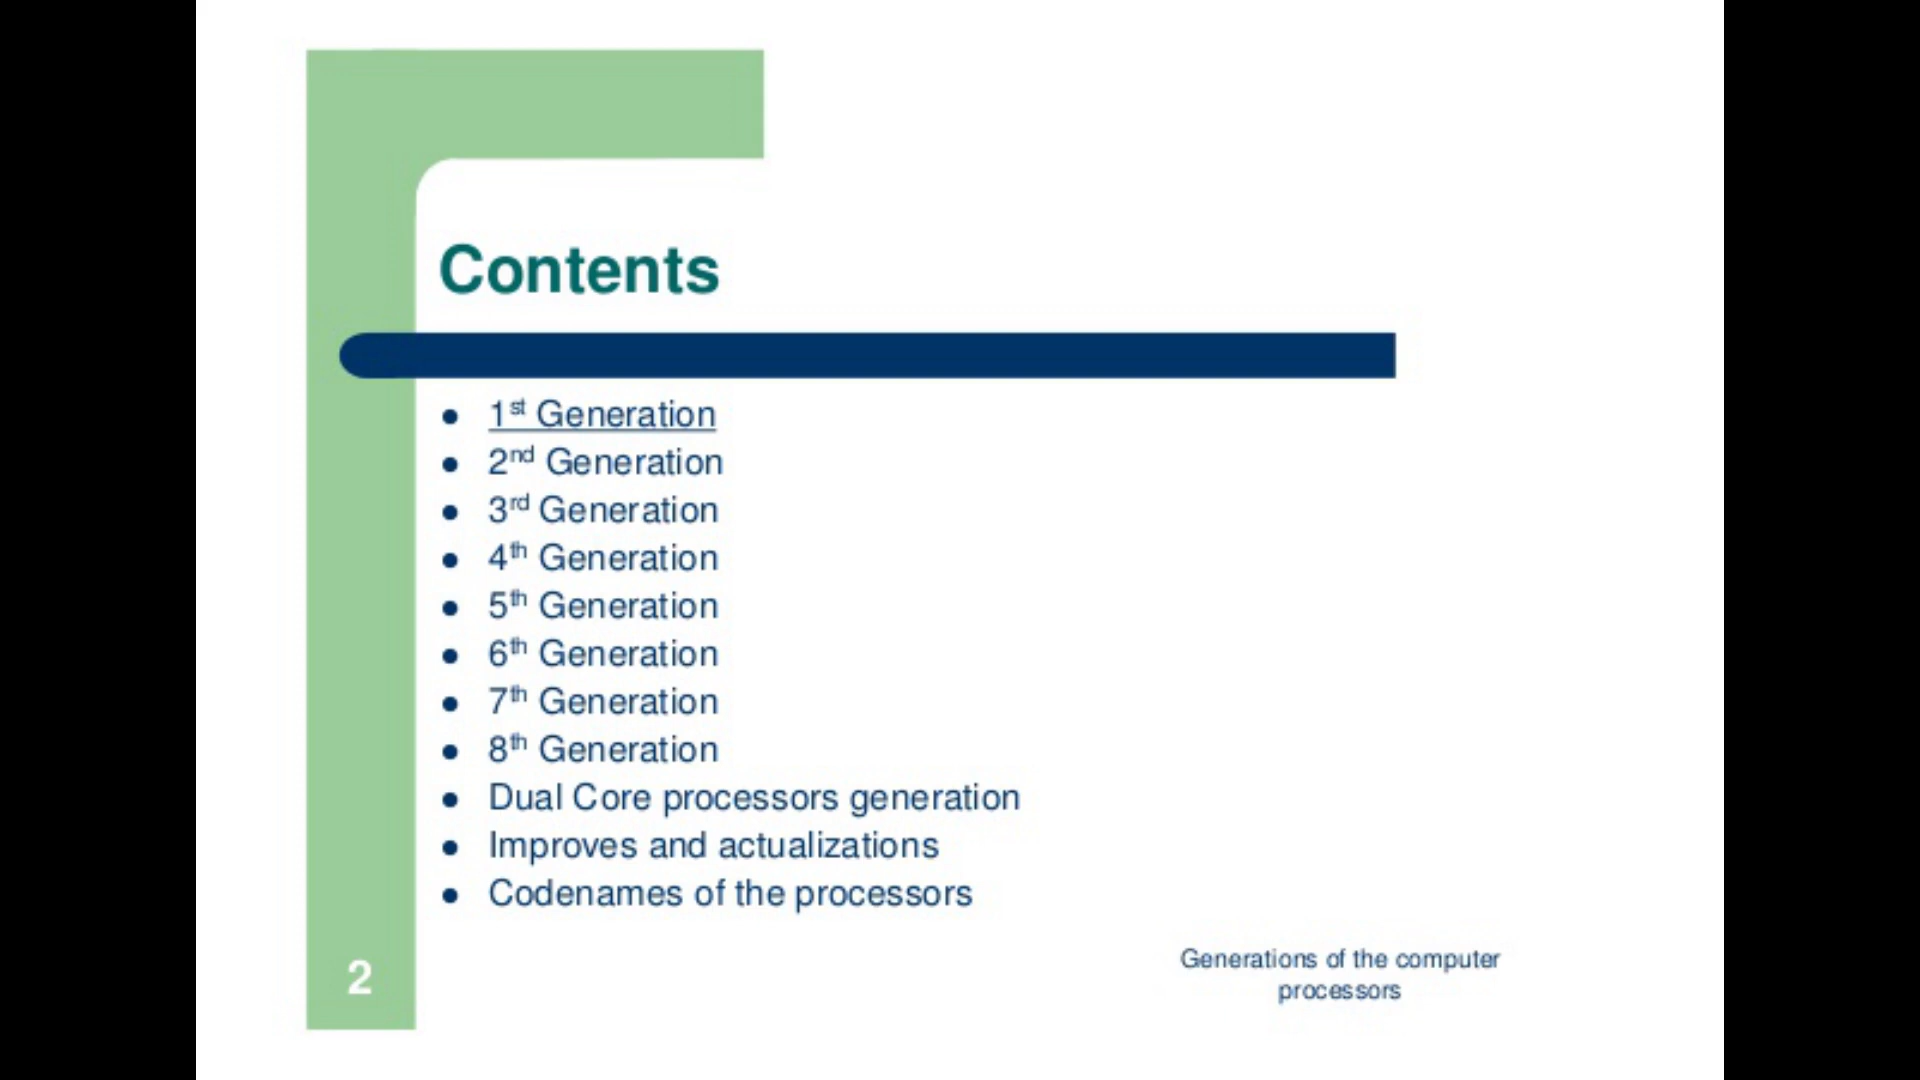 Contents
1st Generation
2nd Generation
3rd Generation
4th Generation
5th Generation
6th Generation
7th Generation
8th Generation
Dual Core processors generation
Improves and actualizations
Codenames of the processors
2
Generations of the computer
processors